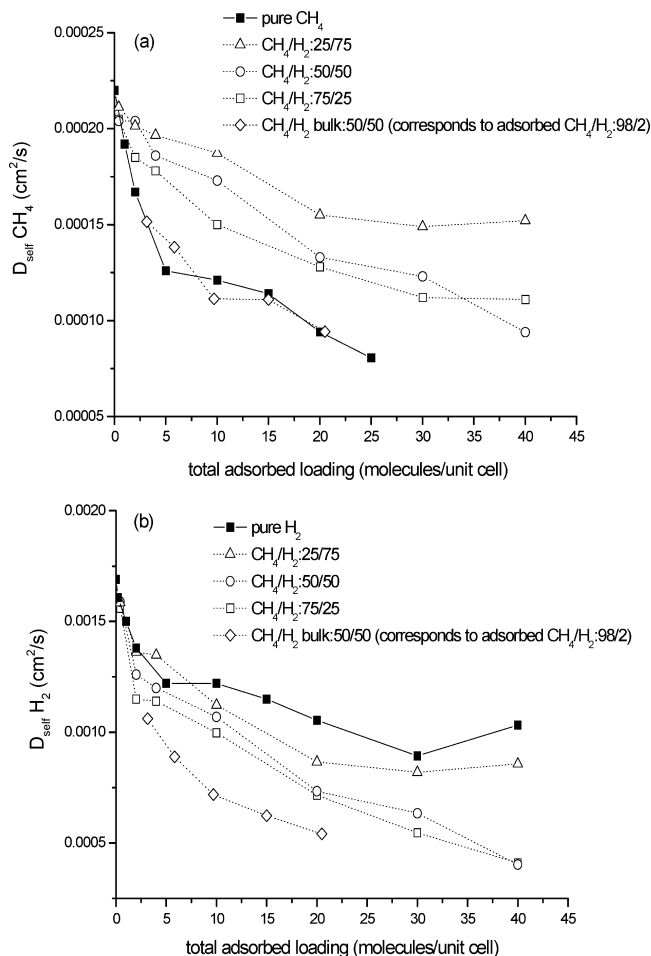 (a)
pure CH₄
CH₄/H₂:25/75
CH₄/H₂:50/50
CH₄/H₂:75/25
CH₄/H₂ bulk:50/50 (corresponds to adsorbed CH₄/H₂:98/2)
D_self CH₄ (cm²/s)
0.00025
0.00020
0.00015
0.00010
0.00005
0 5 10 15 20 25 30 35 40 45
total adsorbed loading (molecules/unit cell)
(b)
pure H₂
CH₄/H₂:25/75
CH₄/H₂:50/50
CH₄/H₂:75/25
CH₄/H₂ bulk:50/50 (corresponds to adsorbed CH₄/H₂:98/2)
D_self H₂ (cm²/s)
0.0020
0.0015
0.0010
0.0005
0 5 10 15 20 25 30 35 40 45
total adsorbed loading (molecules/unit cell)